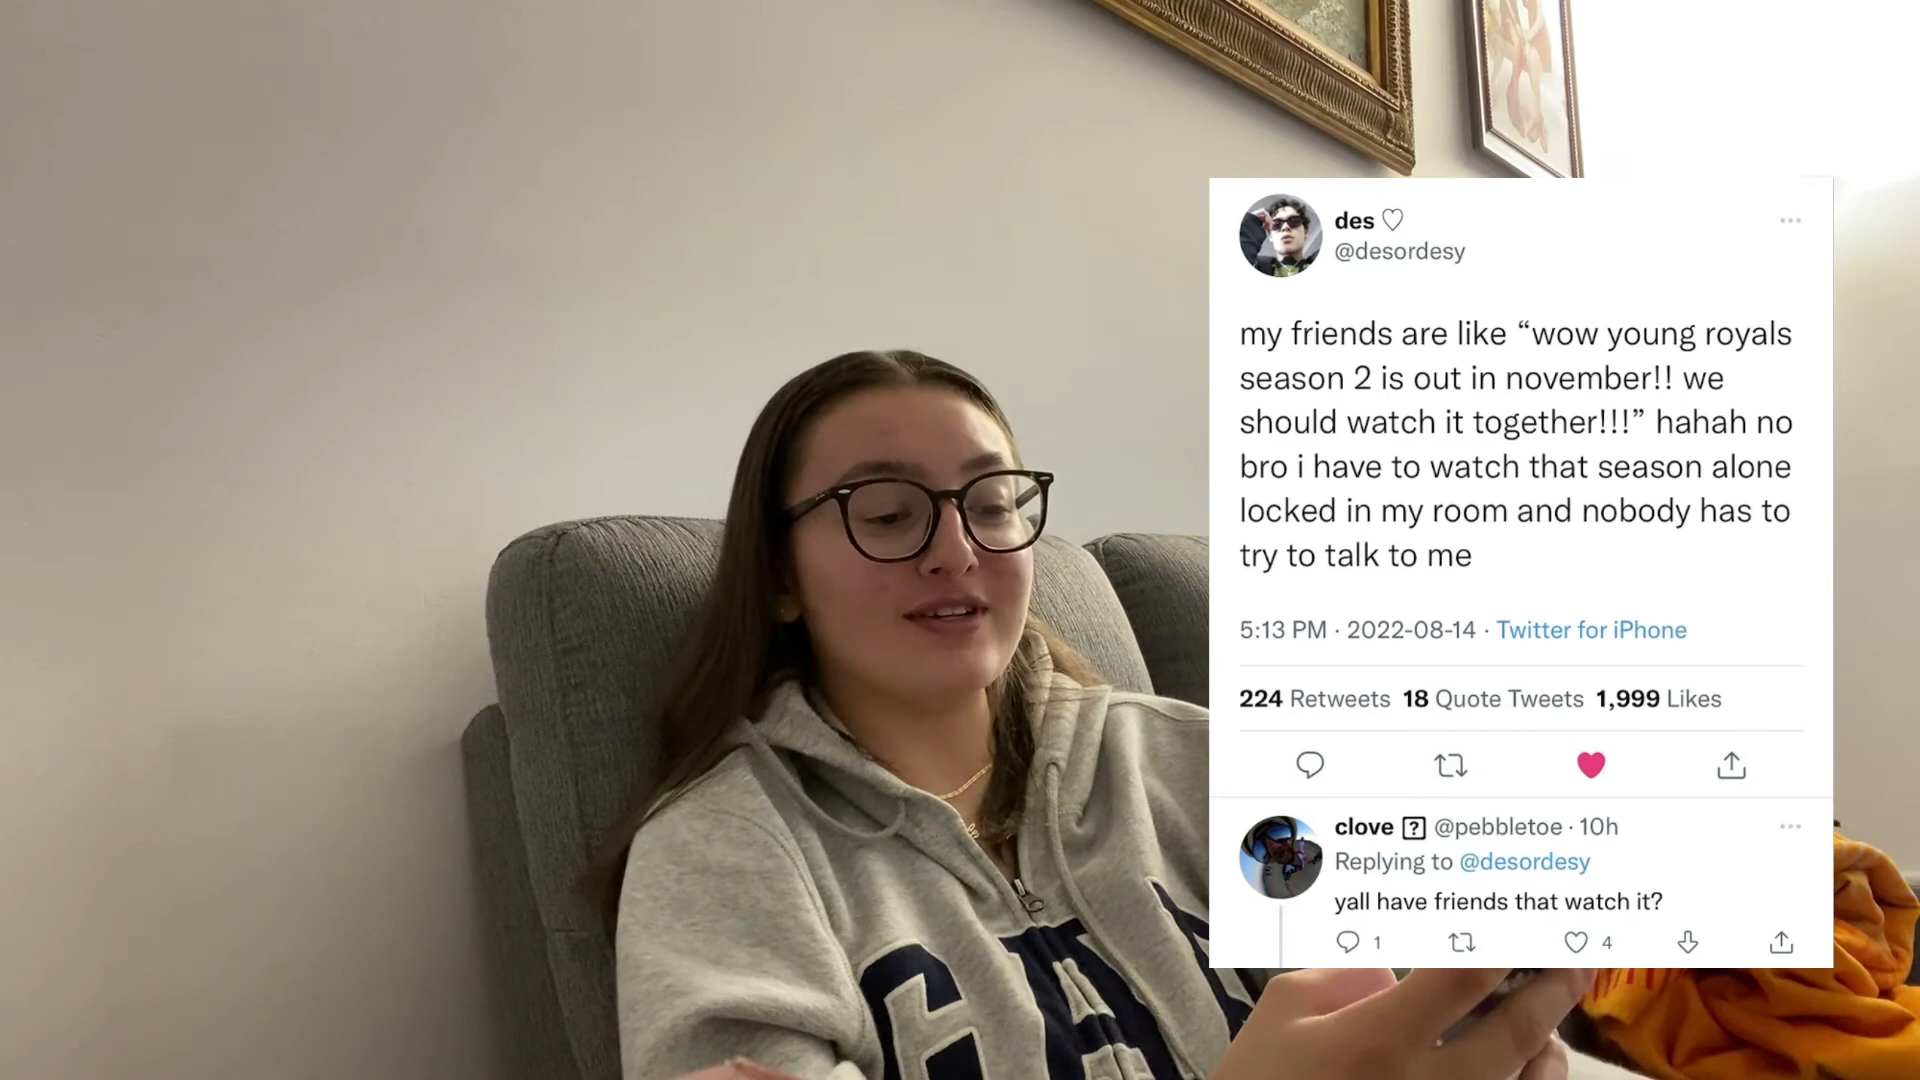 des ♡
@desordesy
my friends are like “wow young royals
season 2 is out in november!! we
should watch it together!!!” hahah no
bro i have to watch that season alone
locked in my room and nobody has to
try to talk to me
5:13 PM · 2022-08-14 · Twitter for iPhone
224 Retweets 18 Quote Tweets 1,999 Likes
clove @pebbletoe · 10h
Replying to @desordesy
yall have friends that watch it?
1 4
GAP